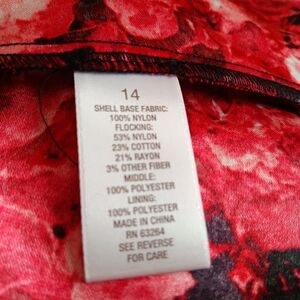 14
SHELL BASE FABRIC:
100% NYLON
FLOCKING:
53% NYLON
23% COTTON
21% RAYON
3% OTHER FIBER
MIDDLE:
100% POLYESTER
LINING:
100% POLYESTER
MADE IN CHINA
RN 63264
SEE REVERSE
FOR CARE